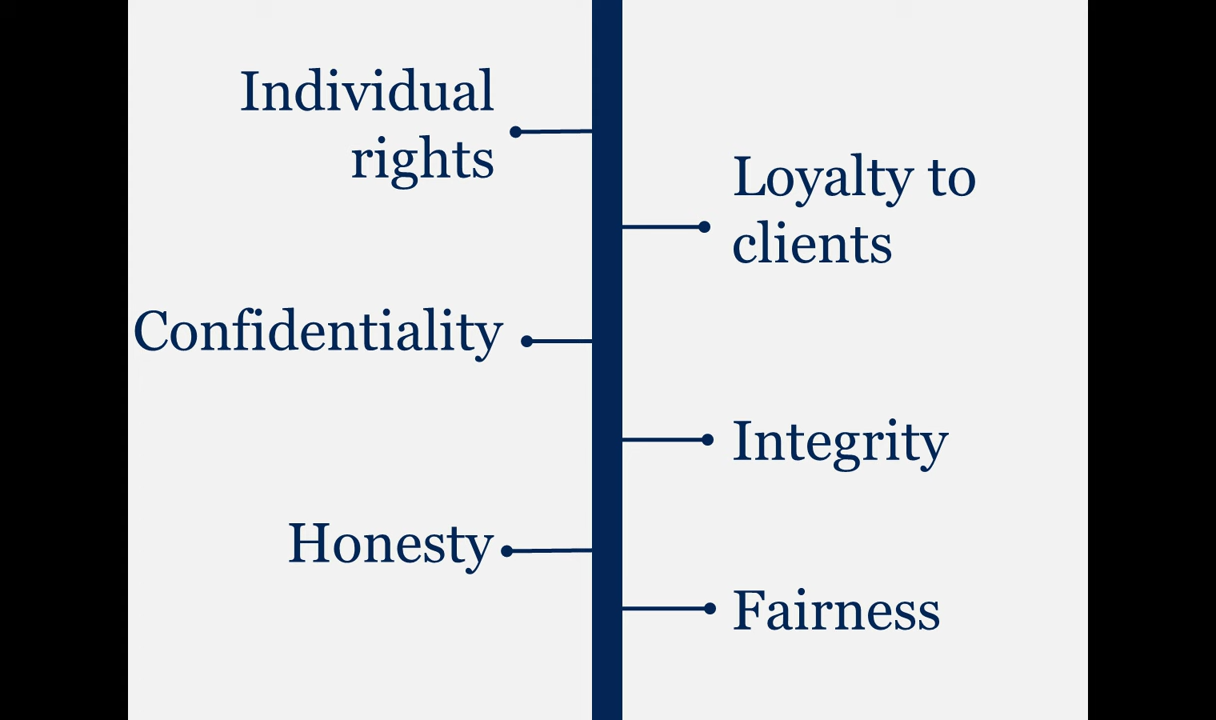 Individual
rights
Loyalty to
clients
Confidentiality
Integrity
Honesty
Fairness